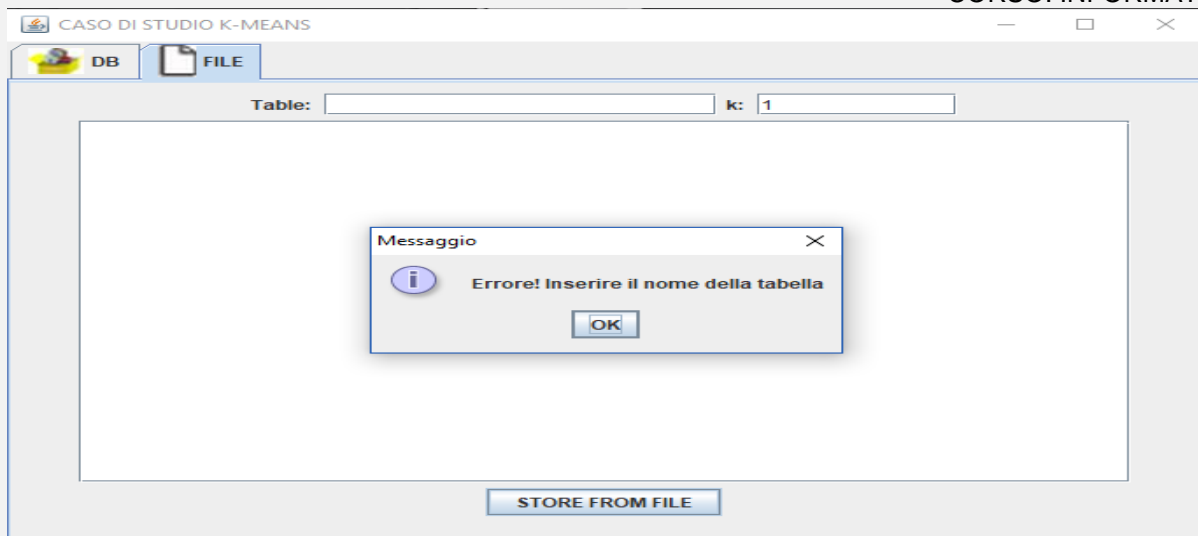 CASO DI STUDIO K-MEANS
DB FILE
Table: k: 1
Messaggio
Errore! Inserire il nome della tabella
OK
STORE FROM FILE